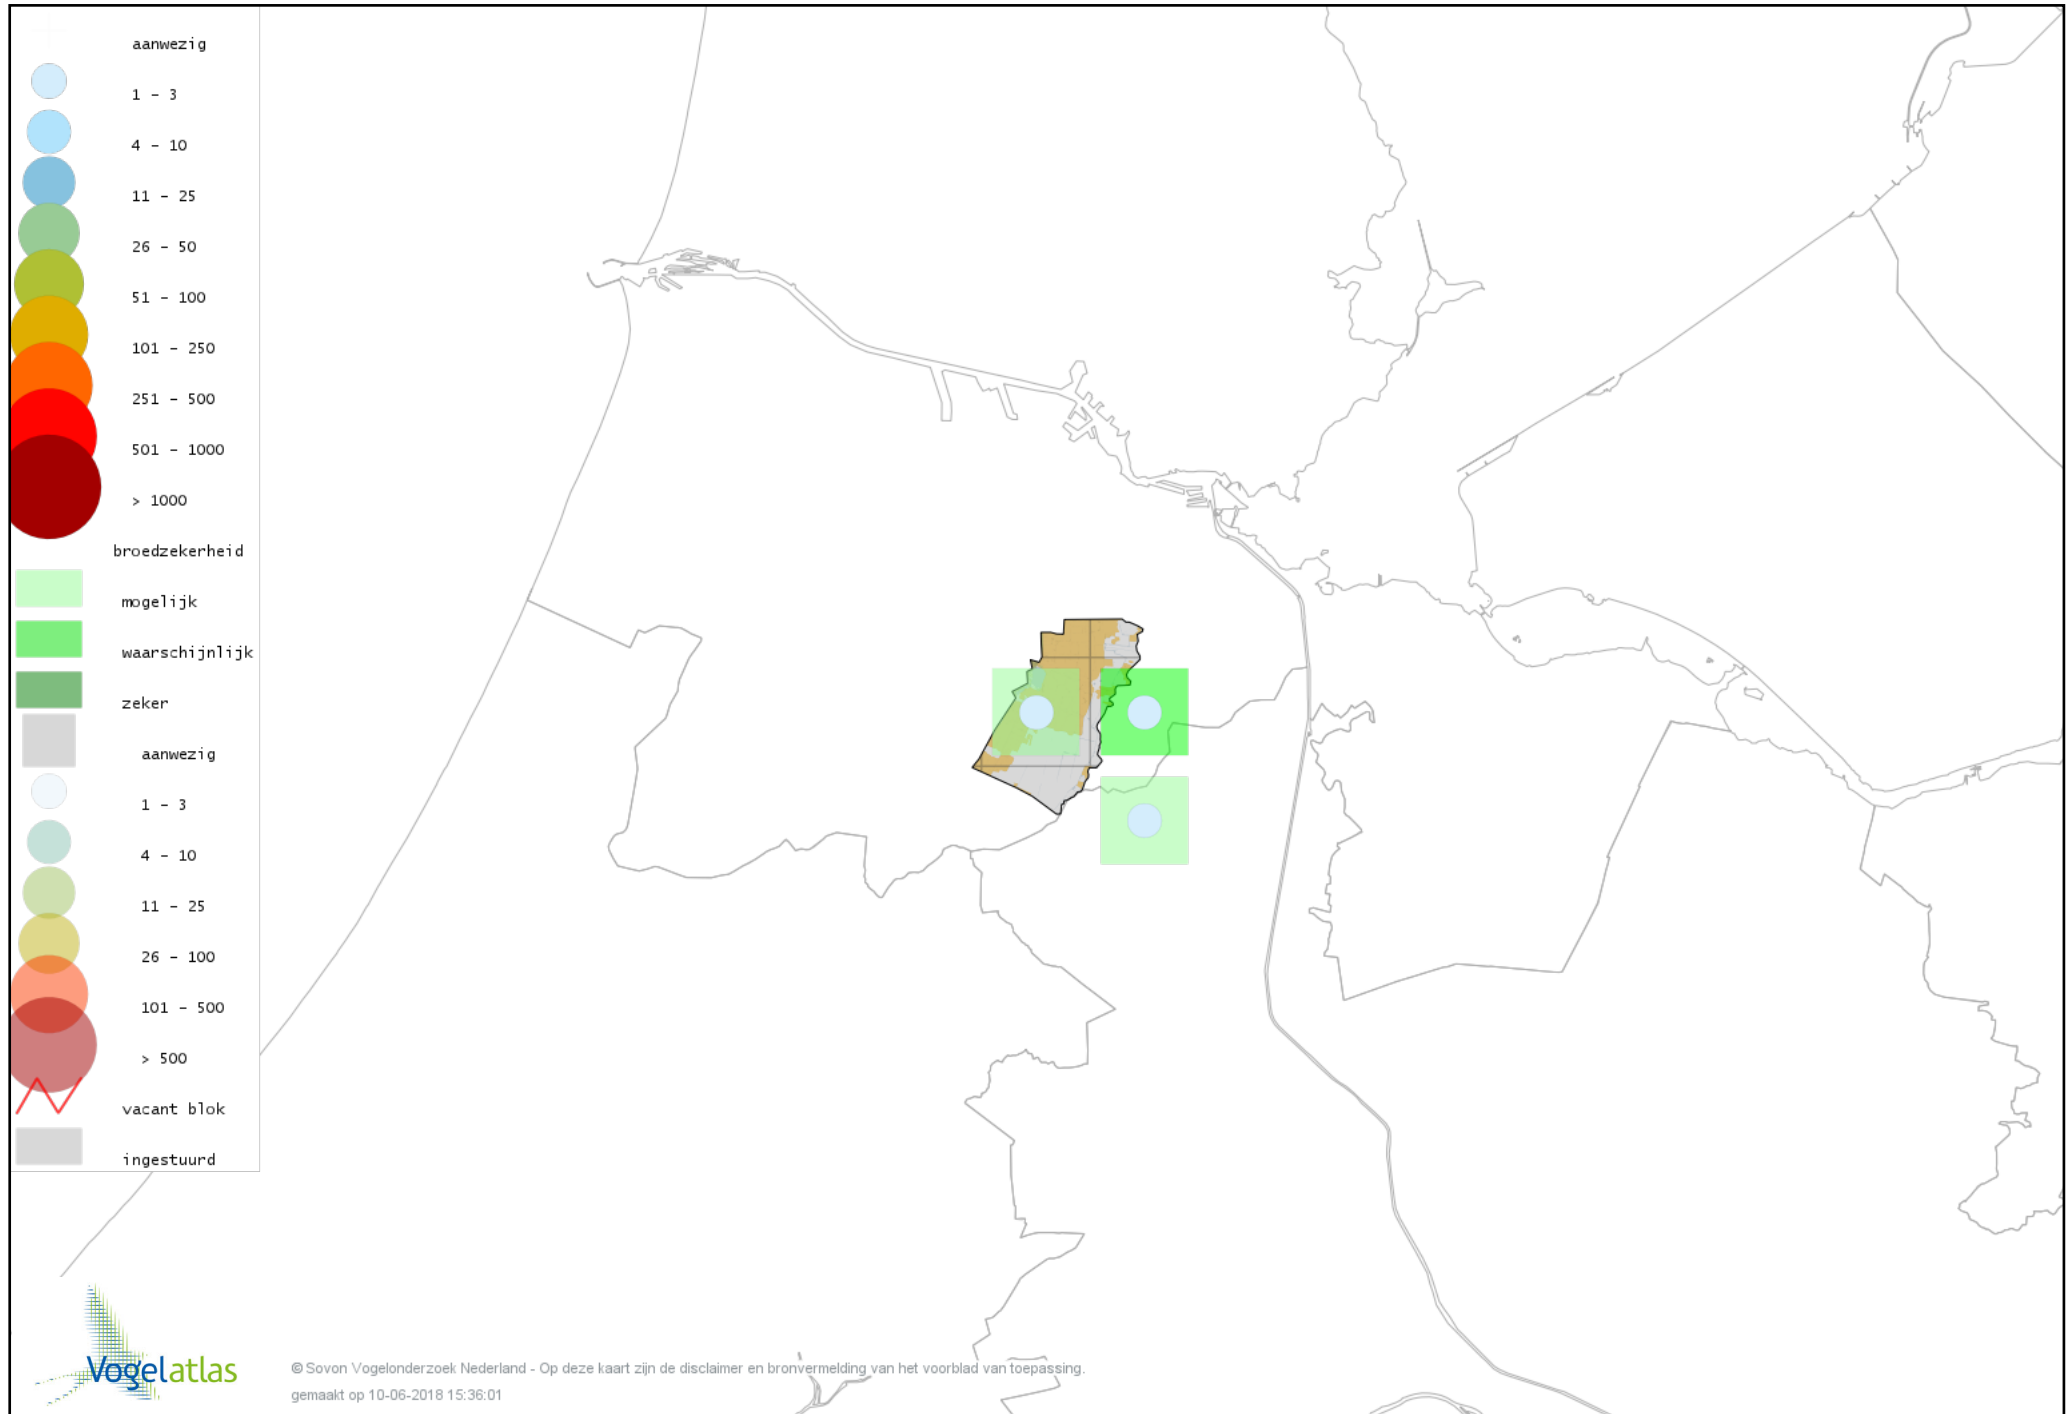 aanwezig
1 - 3
4 - 10
11 - 25
26 - 50
51 - 100
101 - 250
251 - 500
501 - 1000
> 1000
broedzekerheid
mogelijk
waarschijnlijk
zeker
aanwezig
1 - 3
4 - 10
11 - 25
26 - 100
101 - 500
> 500
vacant blok
ingestuurd
Vogelatlas
© Sovon Vogelonderzoek Nederland - Op deze kaart zijn de disclaimer en bronvermelding van het voorblad van toepassing.
gemaakt op 10-06-2018 15:36:01